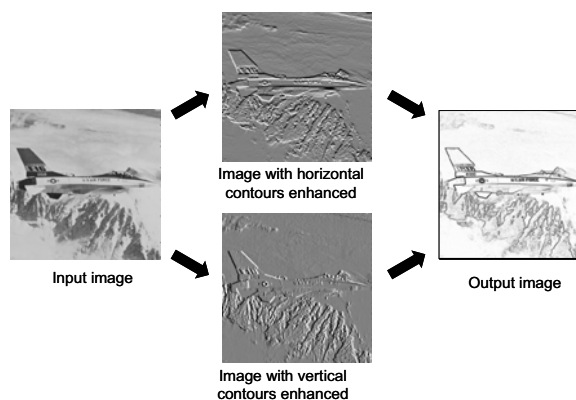 Image with horizontal
contours enhanced
Input image
Output image
Image with vertical
contours enhanced